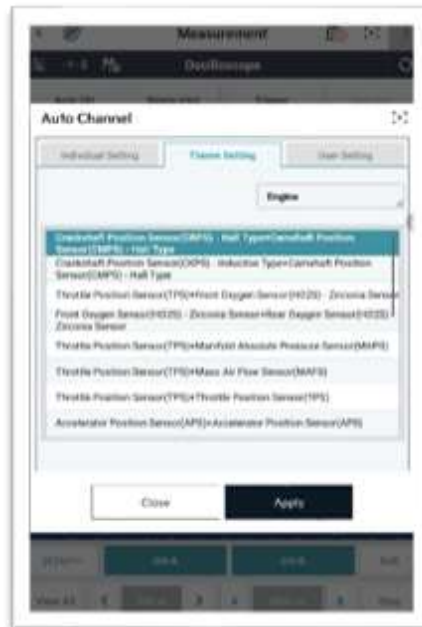 Measurement
Oscilloscope
Auto Channel
Individual Setting
Theme Setting
User Setting
Engine
Crankshaft Position Sensor(CKPS) - Hall Type+Camshaft Position
Sensor(CMPS) - Hall Type
Crankshaft Position Sensor(CKPS) - Inductive Type+Camshaft Position
Sensor(CMPS) - Hall Type
Throttle Position Sensor(TPS)+Front Oxygen Sensor(HO2S) - Zirconia Sensor
Front Oxygen Sensor(HO2S) - Zirconia Sensor+Rear Oxygen Sensor(HO2S) -
Zirconia Sensor
Throttle Position Sensor(TPS)+Manifold Absolute Pressure Sensor(MAPS)
Throttle Position Sensor(TPS)+Mass Air Flow Sensor(MAFS)
Throttle Position Sensor(TPS)+Throttle Position Sensor(TPS)
Accelerator Position Sensor(APS)+Accelerator Position Sensor(APS)
Close
Apply
View All